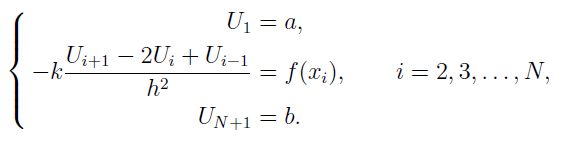 U_1 = a,
-k \frac{U_{i+1} - 2U_i + U_{i-1}}{h^2} = f(x_i), i = 2, 3, . . . , N,
U_{N+1} = b.